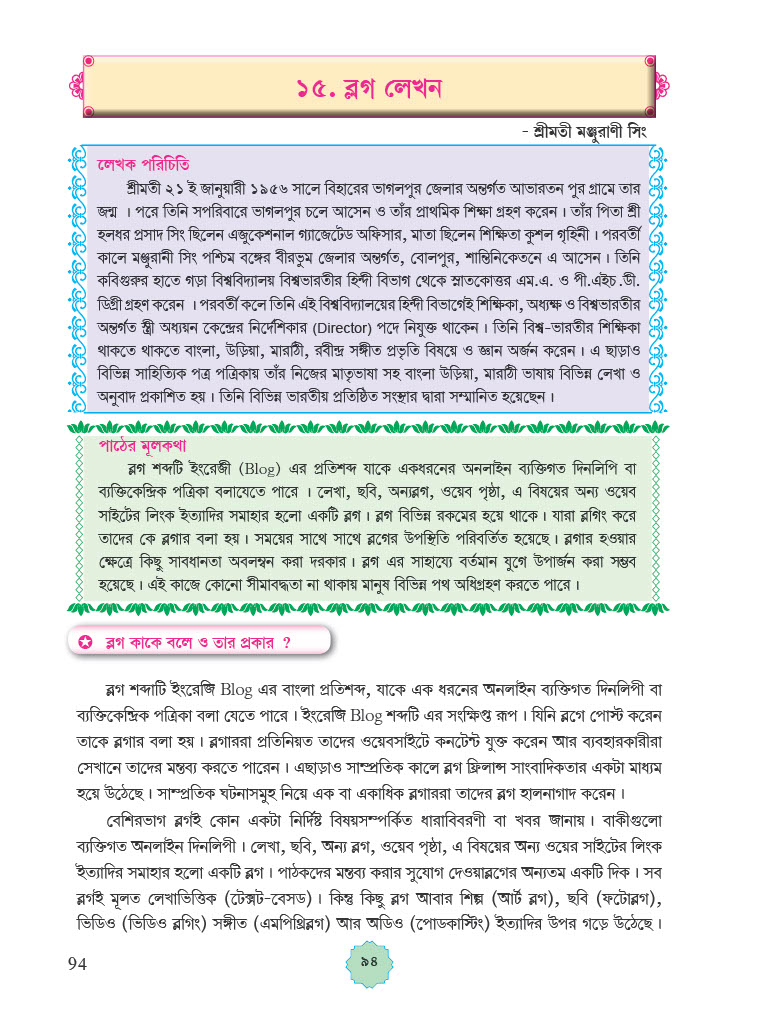 ১৫. ব্লগ লেখন
- শ্রীমতী মঞ্জুরাণী সিং
লেখক পরিচিতি
শ্রীমতী ২১ ই জানুয়ারী ১৯৫৬ সালে বিহারের ভাগলপুর জেলার অন্তর্গত আভারতন পুর গ্রামে তার
জন্ম । পরে তিনি সপরিবারে ভাগলপুর চলে আসেন ও তাঁর প্রাথমিক শিক্ষা গ্রহণ করেন । তাঁর পিতা শ্রী
হলধর প্রসাদ সিং ছিলেন এজুকেশনাল গ্যাজেটেড অফিসার, মাতা ছিলেন শিক্ষিতা কুশল গৃহিনী । পরবর্তী
কালে মঞ্জুরানী সিং পশ্চিম বঙ্গের বীরভুম জেলার অন্তর্গত, বোলপুর, শান্তিনিকেতনে এ আসেন । তিনি
কবিগুরুর হাতে গড়া বিশ্ববিদ্যালয় বিশ্বভারতীর হিন্দী বিভাগ থেকে স্নাতকোত্তর এম.এ. ও পী.এইচ.ডী.
ডিগ্রী গ্রহণ করেন । পরবর্তী কলে তিনি এই বিশ্ববিদ্যালয়ের হিন্দী বিভাগেই শিক্ষিকা, অধ্যক্ষ ও বিশ্বভারতীর
অন্তর্গত স্ত্রী অধ্যয়ন কেন্দ্রের নির্দেশিকার (Director) পদে নিযুক্ত থাকেন । তিনি বিশ্ব-ভারতীর শিক্ষিকা
থাকতে থাকতে বাংলা, উড়িয়া, মারাঠী, রবীন্দ্র সঙ্গীত প্রভৃতি বিষয়ে ও জ্ঞান অর্জন করেন । এ ছাড়াও
বিভিন্ন সাহিত্যিক পত্র পত্রিকায় তাঁর নিজের মাতৃভাষা সহ বাংলা উড়িয়া, মারাঠী ভাষায় বিভিন্ন লেখা ও
অনুবাদ প্রকাশিত হয় । তিনি বিভিন্ন ভারতীয় প্রতিষ্ঠিত সংস্থার দ্বারা সম্মানিত হয়েছেন ।
পাঠের মূলকথা
ব্লগ শব্দটি ইংরেজী (Blog) এর প্রতিশব্দ যাকে একধরনের অনলাইন ব্যক্তিগত দিনলিপি বা
ব্যক্তিকেন্দ্রিক পত্রিকা বলাযেতে পারে । লেখা, ছবি, অন্যব্লগ, ওয়েব পৃষ্ঠা, এ বিষয়ের অন্য ওয়েব
সাইটের লিংক ইত্যাদির সমাহার হলো একটি ব্লগ । ব্লগ বিভিন্ন রকমের হয়ে থাকে । যারা ব্লগিং করে
তাদের কে ব্লগার বলা হয় । সময়ের সাথে সাথে ব্লগের উপস্থিতি পরিবর্তিত হয়েছে । ব্লগার হওয়ার
ক্ষেত্রে কিছু সাবধানতা অবলম্বন করা দরকার । ব্লগ এর সাহায্যে বর্তমান যুগে উপার্জন করা সম্ভব
হয়েছে । এই কাজে কোনো সীমাবদ্ধতা না থাকায় মানুষ বিভিন্ন পথ অধিগ্রহণ করতে পারে ।
ব্লগ কাকে বলে ও তার প্রকার ?
ব্লগ শব্দাটি ইংরেজি Blog এর বাংলা প্রতিশব্দ, যাকে এক ধরনের অনলাইন ব্যক্তিগত দিনলিপী বা
ব্যক্তিকেন্দ্রিক পত্রিকা বলা যেতে পারে । ইংরেজি Blog শব্দটি এর সংক্ষিপ্ত রূপ । যিনি ব্লগে পোস্ট করেন
তাকে ব্লগার বলা হয় । ব্লগাররা প্রতিনিয়ত তাদের ওয়েবসাইটে কনটেন্ট যুক্ত করেন আর ব্যবহারকারীরা
সেখানে তাদের মন্তব্য করতে পারেন । এছাড়াও সাম্প্রতিক কালে ব্লগ ফ্রিলান্স সাংবাদিকতার একটা মাধ্যম
হয়ে উঠেছে । সাম্প্রতিক ঘটনাসমুহ নিয়ে এক বা একাধিক ব্লগাররা তাদের ব্লগ হালনাগাদ করেন ।
বেশিরভাগ ব্লগই কোন একটা নির্দিষ্ট বিষয়সম্পর্কিত ধারাবিবরণী বা খবর জানায় । বাকীগুলো
ব্যক্তিগত অনলাইন দিনলিপী । লেখা, ছবি, অন্য ব্লগ, ওয়েব পৃষ্ঠা, এ বিষয়ের অন্য ওয়ের সাইটের লিংক
ইত্যাদির সমাহার হলো একটি ব্লগ । পাঠকদের মন্তব্য করার সুযোগ দেওয়াব্লগের অন্যতম একটি দিক । সব
ব্লগই মূলত লেখাভিত্তিক (টেক্সট-বেসড) । কিন্তু কিছু ব্লগ আবার শিল্প (আর্ট ব্লগ), ছবি (ফটোব্লগ),
ভিডিও (ভিডিও ব্লগিং) সঙ্গীত (এমপিথ্রিব্লগ) আর অডিও (পোডকাস্টিং) ইত্যাদির উপর গড়ে উঠেছে ।
94
৯৪